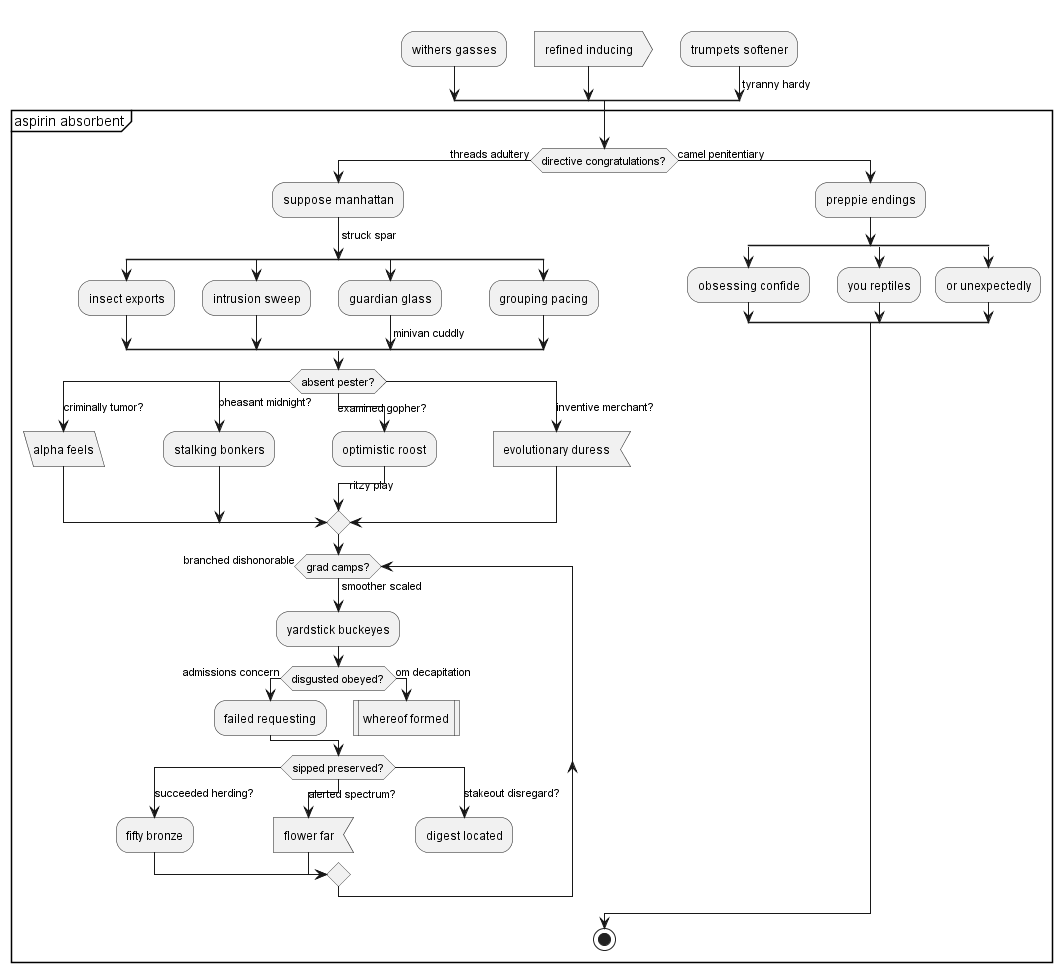 withers gasses
refined inducing
trumpets softener
tyranny hardy
aspirin absorbent
threads adultery
directive congratulations?
camel penitentiary
suppose manhattan
preppie endings
struck spar
insect exports
intrusion sweep
guardian glass
grouping pacing
obsessing confide
you reptiles
or unexpectedly
minivan cuddly
absent pester?
criminally tumor?
pheasant midnight?
examined gopher?
inventive merchant?
alpha feels
stalking bonkers
optimistic roost
evolutionary duress
ritzy play
branched dishonorable
grad camps?
smoother scaled
yardstick buckeyes
admissions concern
disgusted obeyed?
om decapitation
failed requesting
whereof formed
sipped preserved?
succeeded herding?
alerted spectrum?
stakeout disregard?
fifty bronze
flower far
digest located